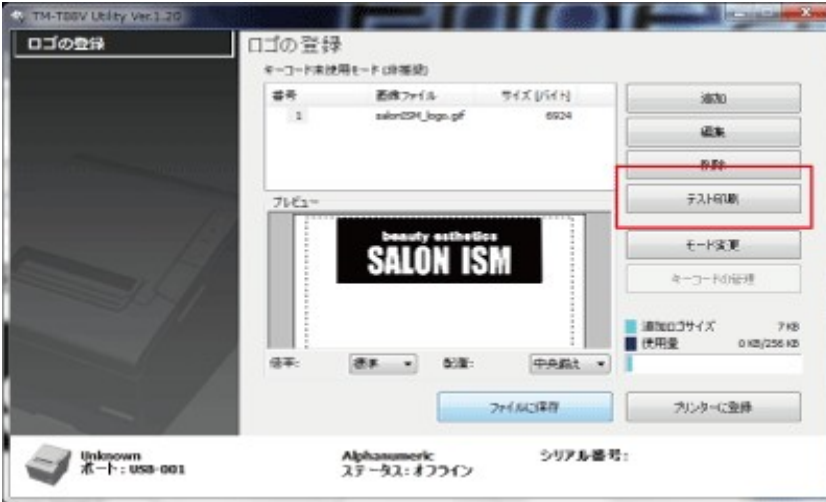 TM-T88V Utility Ver.1.20
ロゴの登録
ロゴの登録
キーコード未使用モード (非推奨)
番号 画像ファイル サイズ [バイト]
1 salonISM_logo.gif 6924
追加
編集
削除
テスト印刷
プレビュー
beauty esthetics
SALON ISM
モード変更
キーコードの管理
追加ロゴサイズ 7 KB
使用量 0 KB/256 KB
倍率: 標準 配置: 中央揃え
ファイルに保存
プリンターに登録
Unknown
ポート: USB-001
Alphanumeric
ステータス: オフライン
シリアル番号: